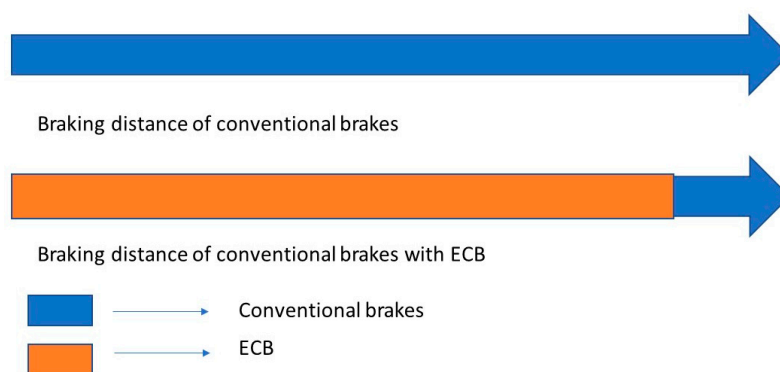 Braking distance of conventional brakes
Braking distance of conventional brakes with ECB
Conventional brakes
ECB